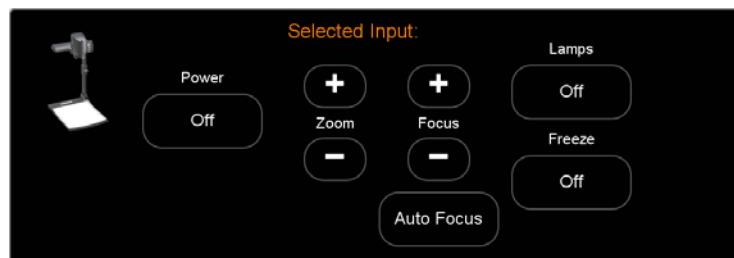 Selected Input:
Power
Off
+
Zoom
−
+
Focus
−
Auto Focus
Lamps
Off
Freeze
Off